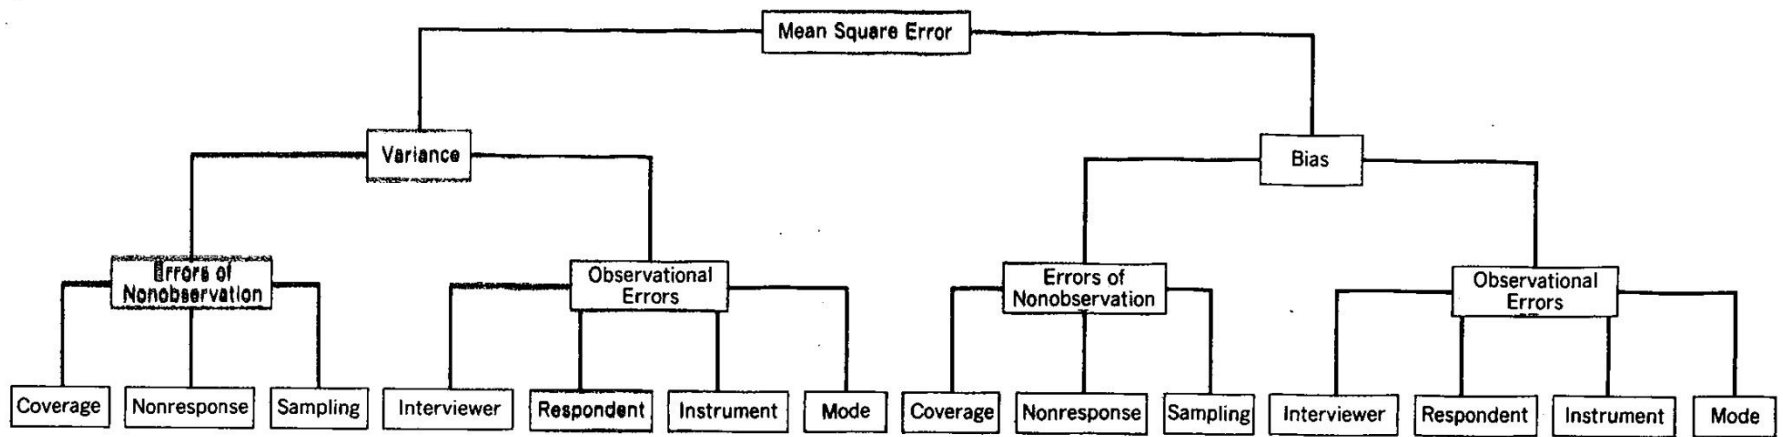 Mean Square Error
Variance
Bias
Errors of
Nonobservation
Observational
Errors
Errors of
Nonobservation
Observational
Errors
Coverage
Nonresponse
Sampling
Interviewer
Respondent
Instrument
Mode
Coverage
Nonresponse
Sampling
Interviewer
Respondent
Instrument
Mode